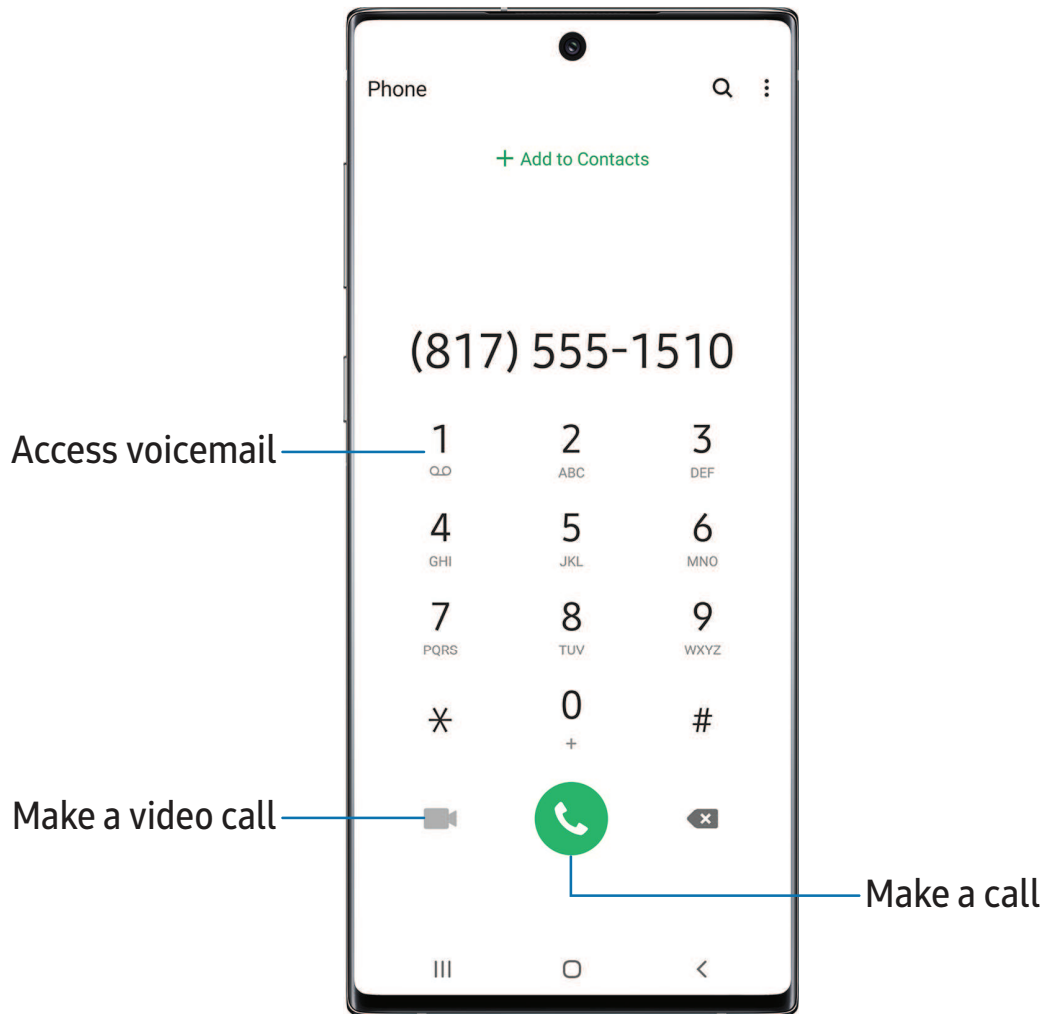 Phone
+ Add to Contacts
(817) 555-1510
Access voicemail
1 2 3
ABC DEF
4 5 6
GHI JKL MNO
7 8 9
PQRS TUV WXYZ
* 0 #
+
Make a video call
Make a call